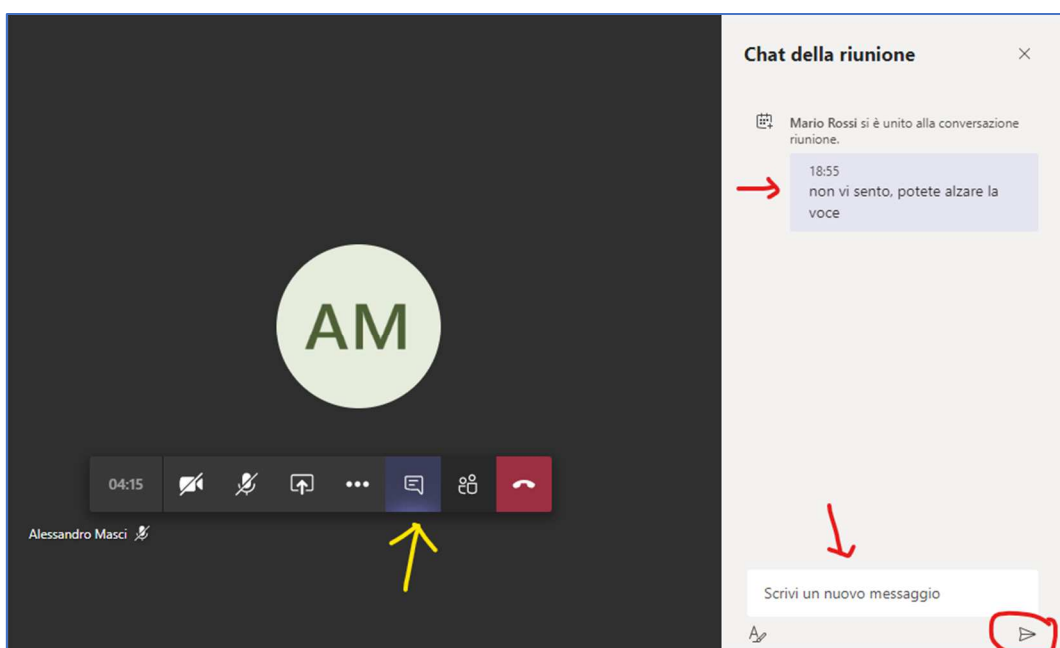 Chat della riunione
Mario Rossi si è unito alla conversazione
riunione.
18:55
non vi sento, potete alzare la
voce
AM
04:15
Alessandro Masci
Scrivi un nuovo messaggio